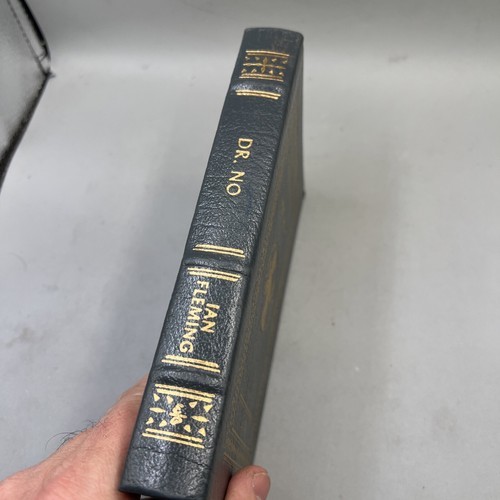 DR. NO
IAN
FLEMING